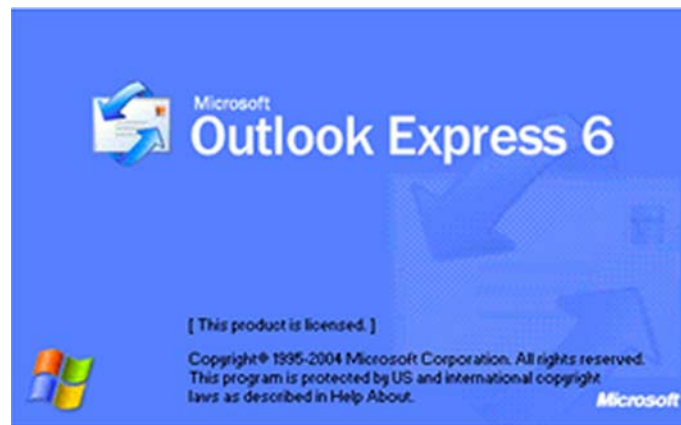 Microsoft
Outlook Express 6
[ This product is licensed. ]
Copyright® 1995-2004 Microsoft Corporation. All rights reserved.
This program is protected by US and international copyright
laws as described in Help About.
Microsoft